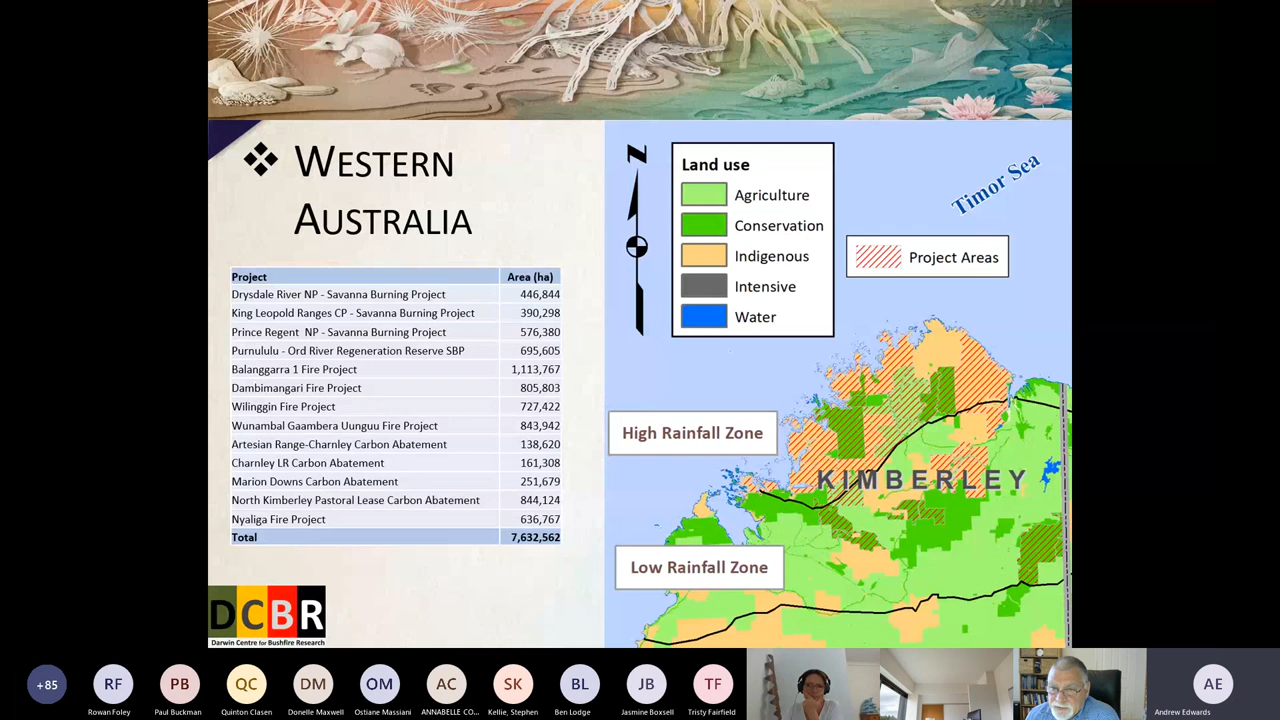 ❖ WESTERN
AUSTRALIA
Project Area (ha)
Drysdale River NP - Savanna Burning Project 446,844
King Leopold Ranges CP - Savanna Burning Project 390,298
Prince Regent  NP - Savanna Burning Project 576,380
Purnululu - Ord River Regeneration Reserve SBP 695,605
Balanggarra 1 Fire Project 1,113,767
Dambimangari Fire Project 805,803
Wilinggin Fire Project 727,422
Wunambal Gaambera Uunguu Fire Project 843,942
Artesian Range-Charnley Carbon Abatement 138,620
Charnley LR Carbon Abatement 161,308
Marion Downs Carbon Abatement 251,679
North Kimberley Pastoral Lease Carbon Abatement 844,124
Nyaliga Fire Project 636,767
Total 7,632,562
DCBR
Darwin Centre for Bushfire Research
N
Land use
Agriculture
Conservation
Indigenous
Intensive
Water
Timor Sea
Project Areas
High Rainfall Zone
KIMBERLEY
Low Rainfall Zone
+85
RF
Rowan Foley
PB
Paul Buckman
QC
Quinton Clasen
DM
Donelle Maxwell
OM
Ostiane Massiani
AC
ANNABELLE CO...
SK
Kellie, Stephen
BL
Ben Lodge
JB
Jasmine Boxsell
TF
Tristy Fairfield
AE
Andrew Edwards